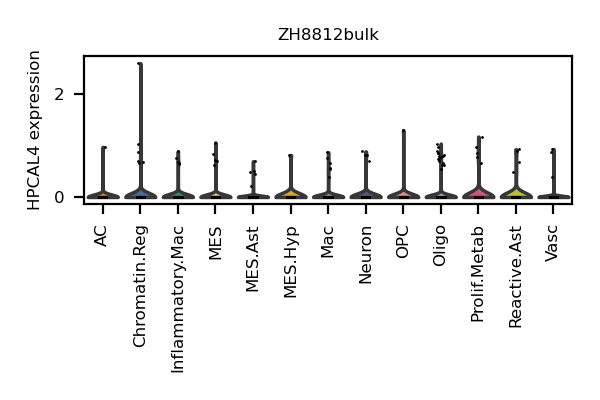 ZH8812bulk
HPCAL4 expression
2
0
AC
Chromatin.Reg
Inflammatory.Mac
MES
MES.Ast
MES.Hyp
Mac
Neuron
OPC
Oligo
Prolif.Metab
Reactive.Ast
Vasc